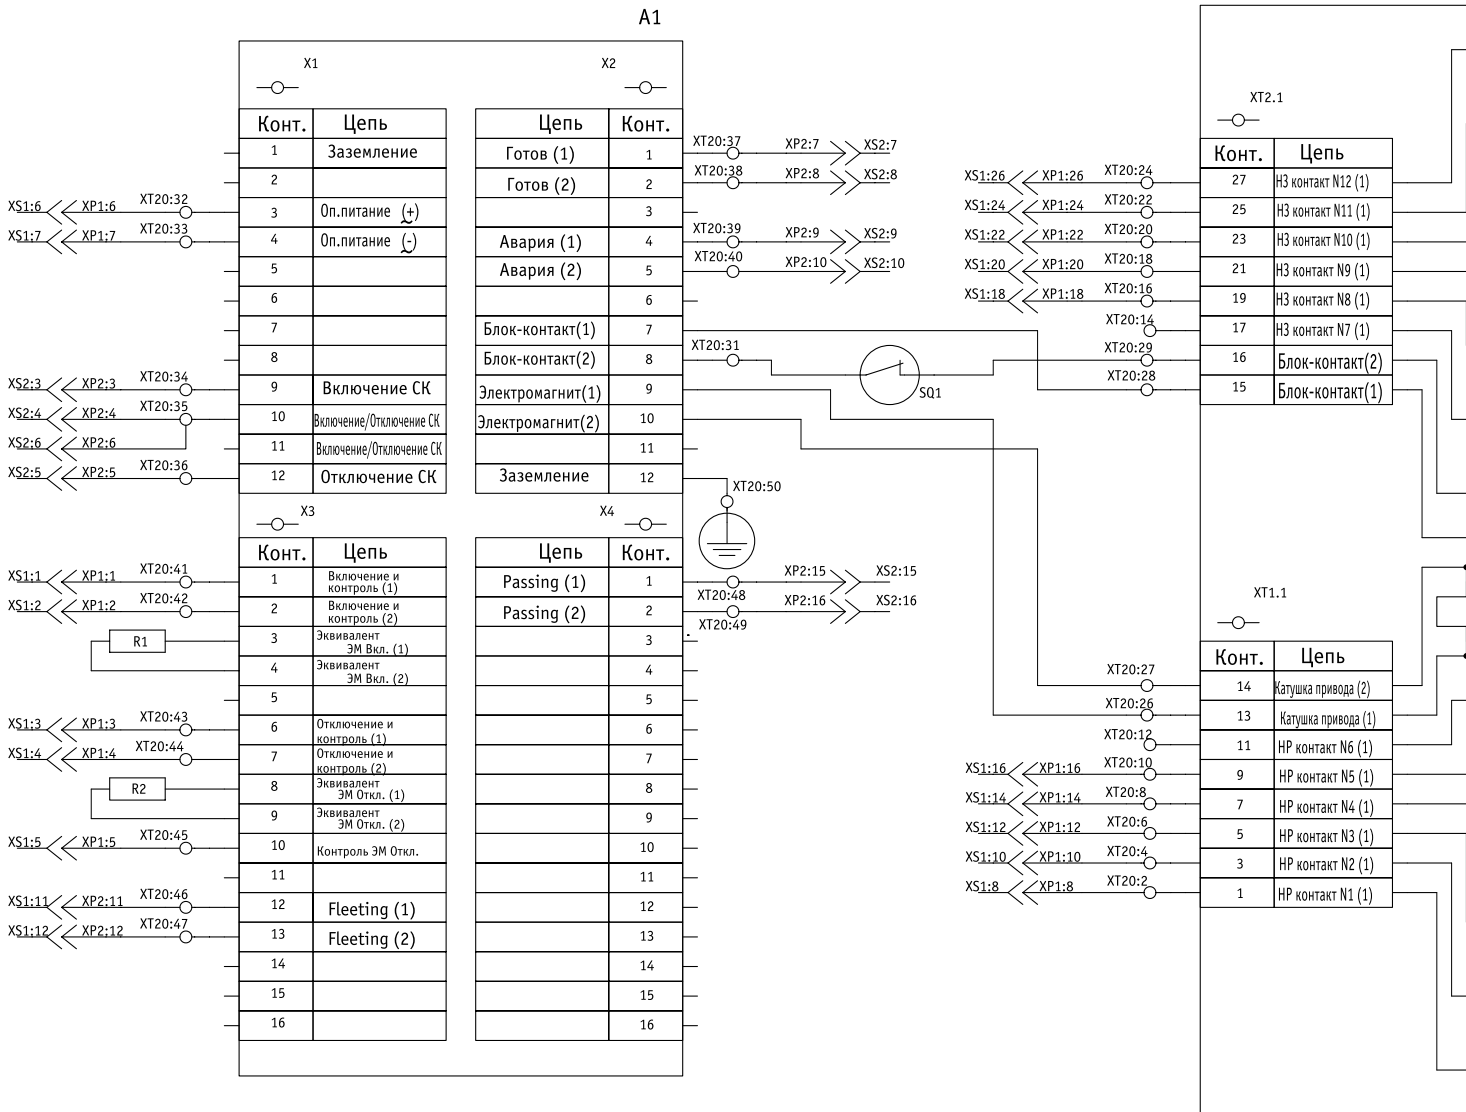 A1
X1
X2
Конт. Цепь
1 Заземление
2
XS1:6 XP1:6 XT20:32 3 Оп.питание (+)
XS1:7 XP1:7 XT20:33 4 Оп.питание (-)
5
6
7
8
XS2:3 XP2:3 XT20:34 9 Включение СК
XS2:4 XP2:4 XT20:35 10 Включение/Отключение СК
XS2:6 XP2:6 11 Включение/Отключение СК
XS2:5 XP2:5 XT20:36 12 Отключение СК
Цепь Конт.
Готов (1) 1 XT20:37 XP2:7 XS2:7
Готов (2) 2 XT20:38 XP2:8 XS2:8
3
Авария (1) 4 XT20:39 XP2:9 XS2:9
Авария (2) 5 XT20:40 XP2:10 XS2:10
6
Блок-контакт(1) 7
Блок-контакт(2) 8 XT20:31
SQ1
Электромагнит(1) 9
Электромагнит(2) 10
11
Заземление 12
XT20:50
X3
X4
Конт. Цепь
XS1:1 XP1:1 XT20:41 1 Включение и
контроль (1)
XS1:2 XP1:2 XT20:42 2 Включение и
контроль (2)
R1 3 Эквивалент
ЭМ Вкл. (1)
4 Эквивалент
ЭМ Вкл. (2)
5
XS1:3 XP1:3 XT20:43 6 Отключение и
контроль (1)
XS1:4 XP1:4 XT20:44 7 Отключение и
контроль (2)
R2 8 Эквивалент
ЭМ Откл. (1)
9 Эквивалент
ЭМ Откл. (2)
XS1:5 XP1:5 XT20:45 10 Контроль ЭМ Откл.
11
XS1:11 XP2:11 XT20:46 12 Fleeting (1)
XS1:12 XP2:12 XT20:47 13 Fleeting (2)
14
15
16
Цепь Конт.
Passing (1) 1 XP2:15 XS2:15
XT20:48
Passing (2) 2 XP2:16 XS2:16
XT20:49
3
4
5
6
7
8
9
10
11
12
13
14
15
16
XT2.1
Конт. Цепь
XS1:26 XP1:26 XT20:24 27 НЗ контакт N12 (1)
XS1:24 XP1:24 XT20:22 25 НЗ контакт N11 (1)
XS1:22 XP1:22 XT20:20 23 НЗ контакт N10 (1)
XS1:20 XP1:20 XT20:18 21 НЗ контакт N9 (1)
XS1:18 XP1:18 XT20:16 19 НЗ контакт N8 (1)
XT20:14 17 НЗ контакт N7 (1)
XT20:29 16 Блок-контакт(2)
XT20:28 15 Блок-контакт(1)
XT1.1
Конт. Цепь
XT20:27 14 Катушка привода (2)
XT20:26 13 Катушка привода (1)
XT20:12 11 НР контакт N6 (1)
XS1:16 XP1:16 XT20:10 9 НР контакт N5 (1)
XS1:14 XP1:14 XT20:8 7 НР контакт N4 (1)
XS1:12 XP1:12 XT20:6 5 НР контакт N3 (1)
XS1:10 XP1:10 XT20:4 3 НР контакт N2 (1)
XS1:8 XP1:8 XT20:2 1 НР контакт N1 (1)